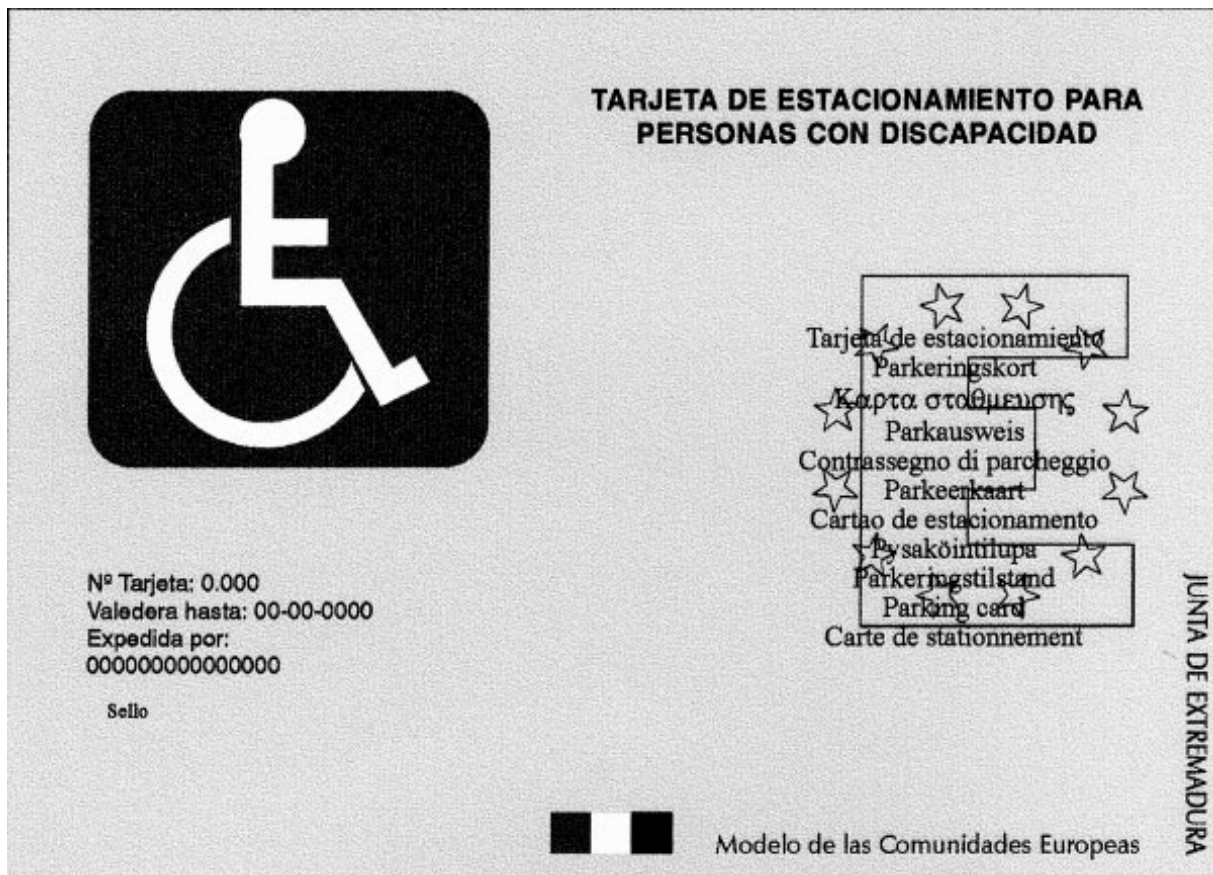 TARJETA DE ESTACIONAMIENTO PARA
PERSONAS CON DISCAPACIDAD
Tarjeta de estacionamiento
Parkeringskort
Καρτα σταθμευσης
Parkausweis
Contrassegno di parcheggio
Parkeerkaart
Cartao de estacionamento
Pysaköintilupa
Parkeringstilstand
Parking card
Carte de stationnement
Nº Tarjeta: 0.000
Valedera hasta: 00-00-0000
Expedida por:
000000000000000
Sello
Modelo de las Comunidades Europeas
JUNTA DE EXTREMADURA